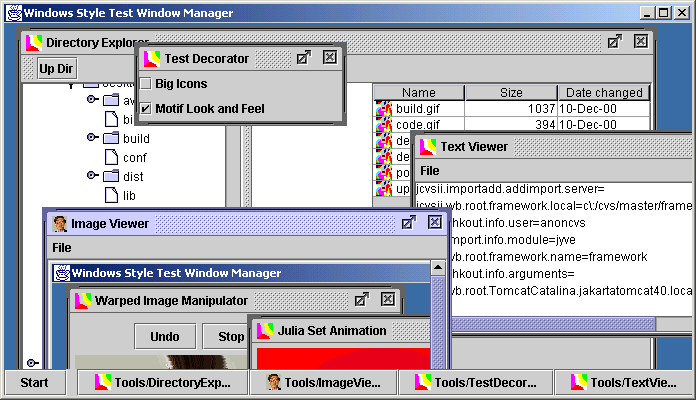 Windows Style Test Window Manager
Directory Explorer
Up Dir
Test Decorator
Big Icons
Motif Look and Feel
build
conf
dist
lib
Name Size Date changed
build.gif 1037 10-Dec-00
code.gif 394 10-Dec-00
de
de
po
up
Text Viewer
File
jcvsii.importadd.addimport.server=
jcvsii.wb.root.framework.local=c\:/cvs/master/frame
hkout.info.user=anoncvs
mport.info.module=jyve
vb.root.framework.name=framework
hkout.info.arguments=
vb.root.TomcatCatalina.jakartatomcat40.loca
Image Viewer
File
Windows Style Test Window Manager
Warped Image Manipulator
Undo Stop
Julia Set Animation
Start Tools/DirectoryExp... Tools/ImageVie... Tools/TestDecor... Tools/TextVi...